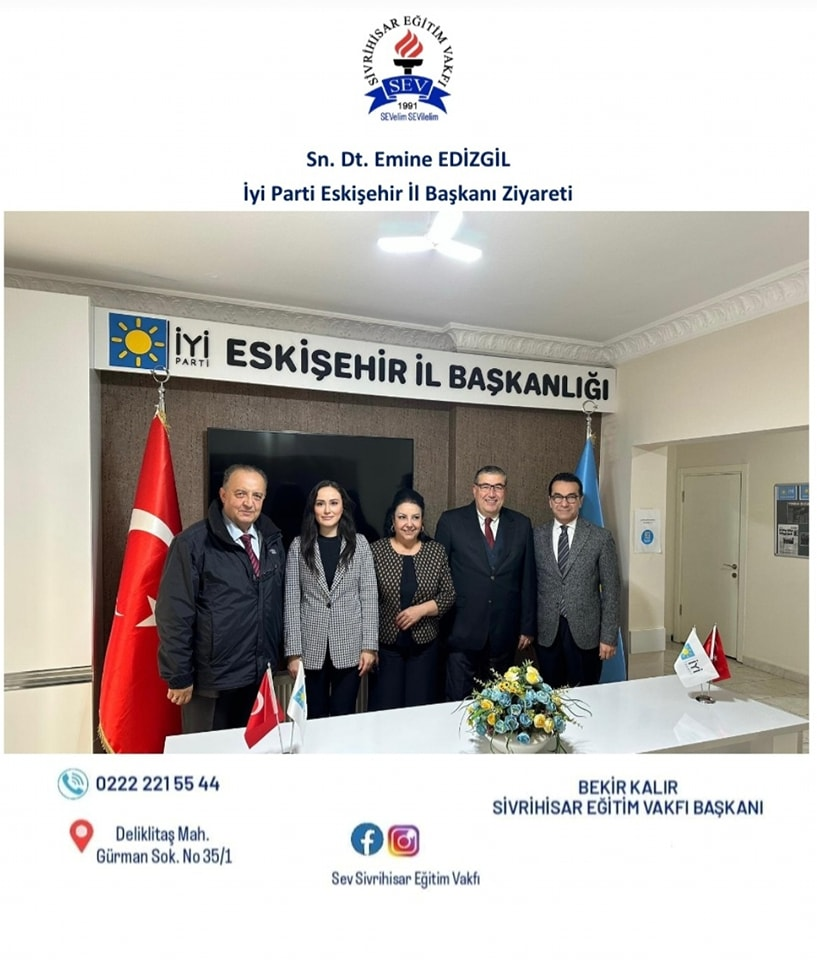 SİVRİHİSAR EĞİTİM VAKFI
SEV
1991
SEVelim SEVilelim
Sn. Dt. Emine EDİZGİL
İyi Parti Eskişehir İl Başkanı Ziyareti
İYİ
PARTİ
ESKİŞEHİR İL BAŞKANLIĞI
İYİ
0222 221 55 44
BEKİR KALIR
SİVRİHİSAR EĞİTİM VAKFI BAŞKANI
Deliklitaş Mah.
Gürman Sok. No 35/1
Sev Sivrihisar Eğitim Vakfı